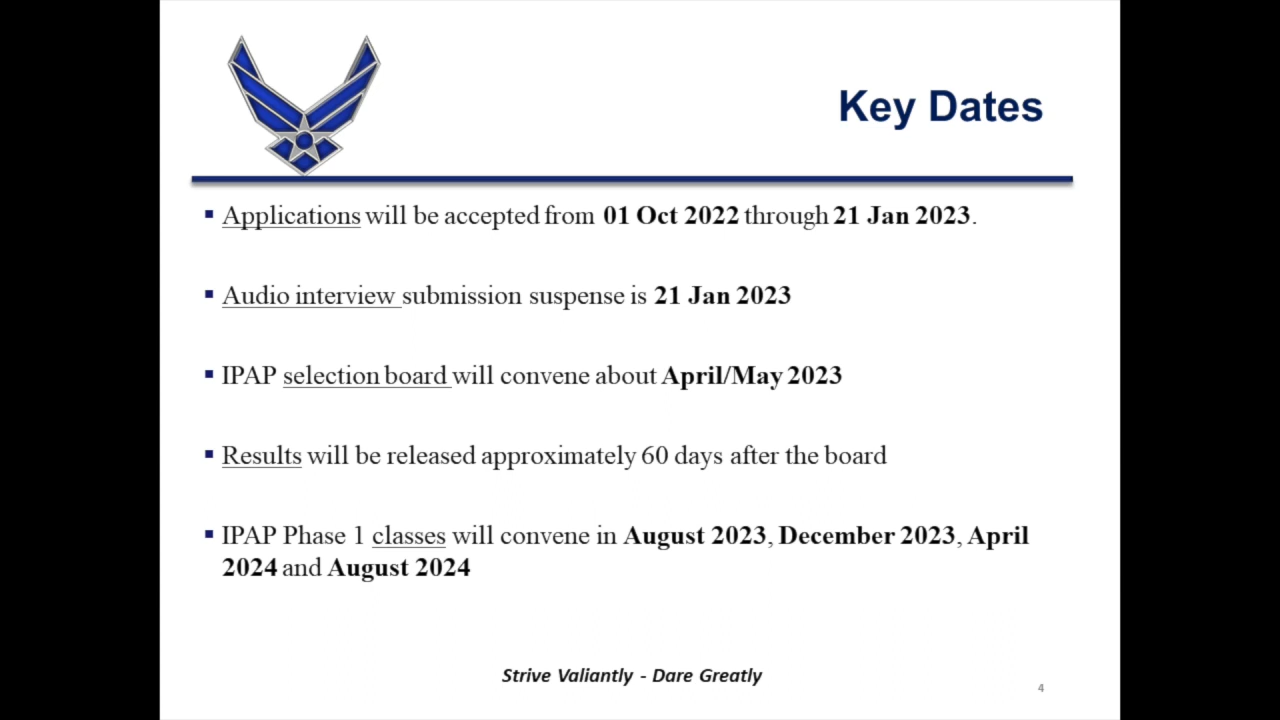 Key Dates
Applications will be accepted from 01 Oct 2022 through 21 Jan 2023.
Audio interview submission suspense is 21 Jan 2023
IPAP selection board will convene about April/May 2023
Results will be released approximately 60 days after the board
IPAP Phase 1 classes will convene in August 2023, December 2023, April
2024 and August 2024
Strive Valiantly - Dare Greatly
4